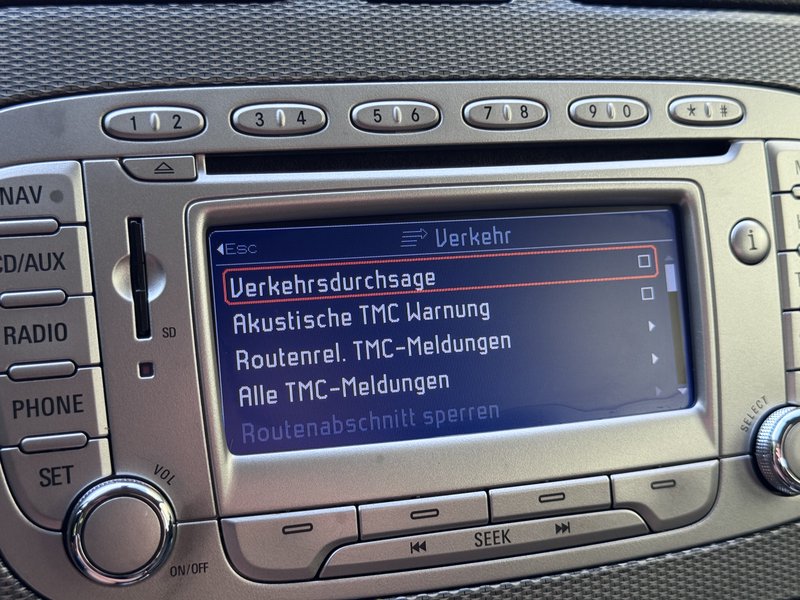 1 2
3 4
5 6
7 8
9 0
* #
NAV
CD/AUX
RADIO
PHONE
SET
SD
Esc
Verkehr
Verkehrsdurchsage
Akustische TMC Warnung
Routenrel. TMC-Meldungen
Alle TMC-Meldungen
Routenabschnitt sperren
i
SELECT
VOL
ON/OFF
SEEK